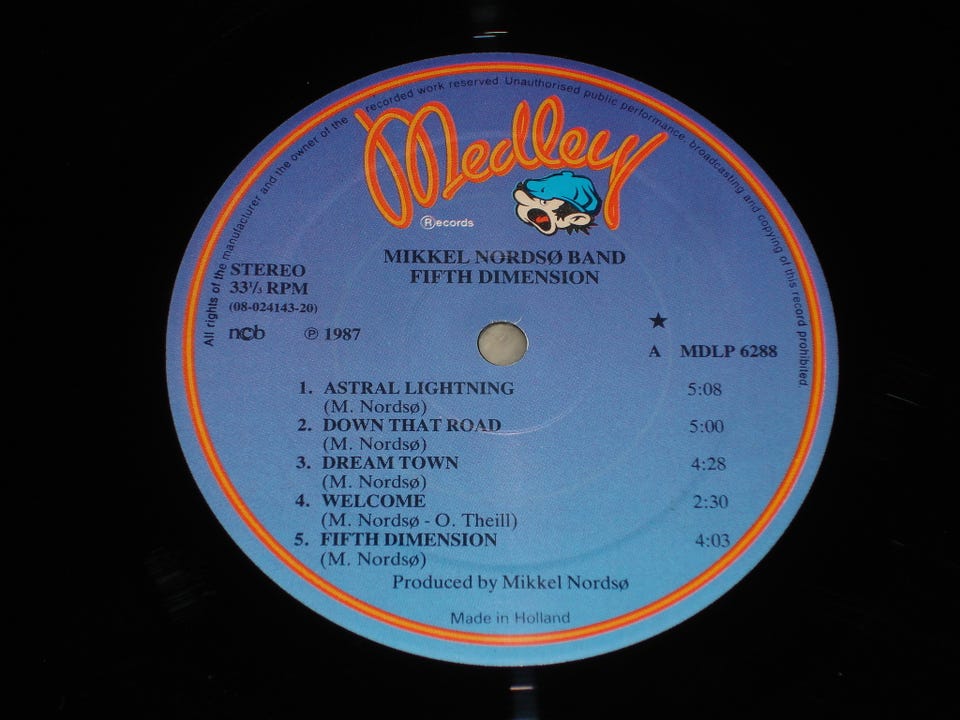 All rights of the manufacturer and the owner of the recorded work reserved. Unauthorised public performance, broadcasting and copying of this record prohibited.
Medley
Records
MIKKEL NORDSØ BAND
FIFTH DIMENSION
STEREO
33⅓ RPM
(08-024143-20)
ncb ℗ 1987
★
A MDLP 6288
1. ASTRAL LIGHTNING 5:08
(M. Nordsø)
2. DOWN THAT ROAD 5:00
(M. Nordsø)
3. DREAM TOWN 4:28
(M. Nordsø)
4. WELCOME 2:30
(M. Nordsø - O. Theill)
5. FIFTH DIMENSION 4:03
(M. Nordsø)
Produced by Mikkel Nordsø
Made in Holland